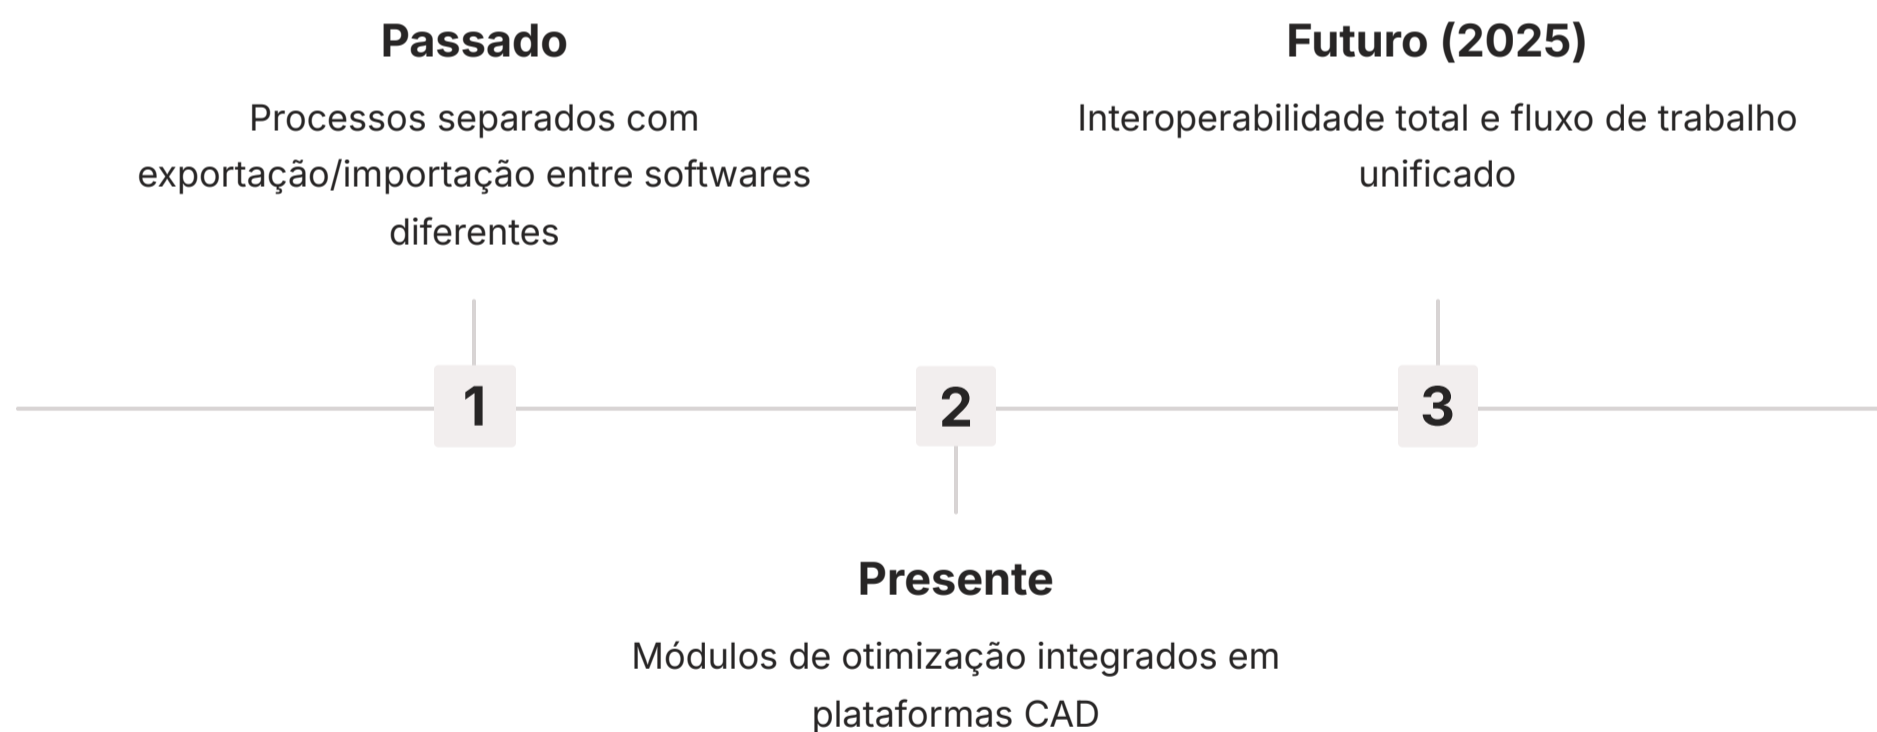 Passado
Processos separados com
exportação/importação entre softwares
diferentes
Futuro (2025)
Interoperabilidade total e fluxo de trabalho
unificado
1
2
3
Presente
Módulos de otimização integrados em
plataformas CAD